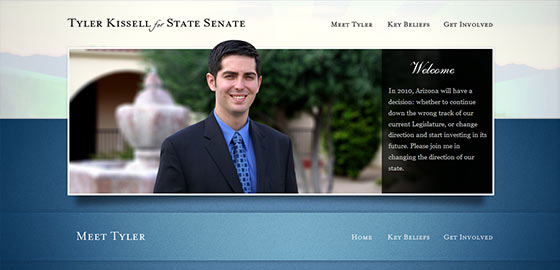 Tyler Kissell for State Senate
Meet Tyler Key Beliefs Get Involved
Welcome
In 2010, Arizona will have a
decision: whether to continue
down the wrong track of our
current Legislature, or change
direction and start investing in its
future. Please join me in
changing the direction of our
state.
Meet Tyler
Home Key Beliefs Get Involved